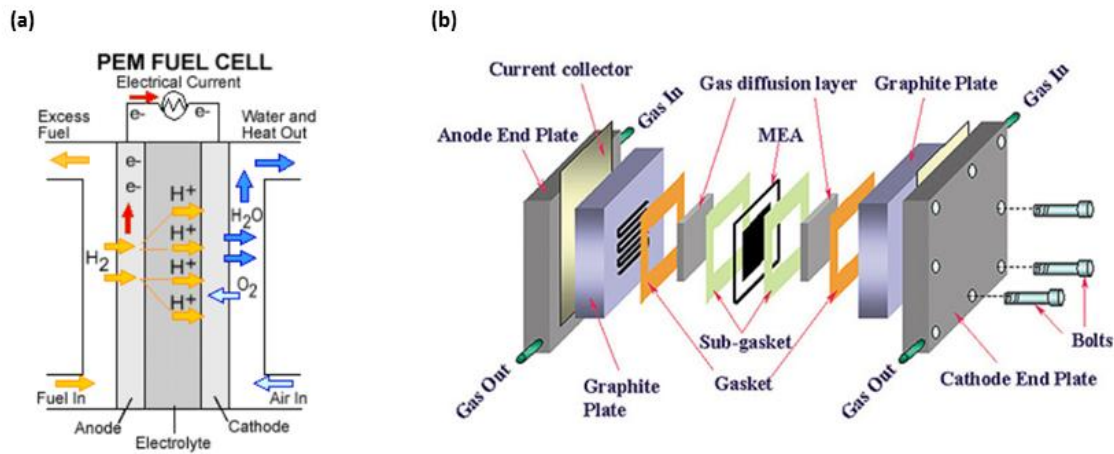 (a)
PEM FUEL CELL
Electrical Current
e-
e-
Excess
Fuel
Water and
Heat Out
e-
e-
H+
H+
H+
H+
H2
H2O
O2
Fuel In
Air In
Anode
Cathode
Electrolyte
(b)
Current collector
Gas In
Anode End Plate
Gas diffusion layer
MEA
Graphite Plate
Gas In
Sub-gasket
Gasket
Graphite
Plate
Gas Out
Bolts
Cathode End Plate
Gas Out